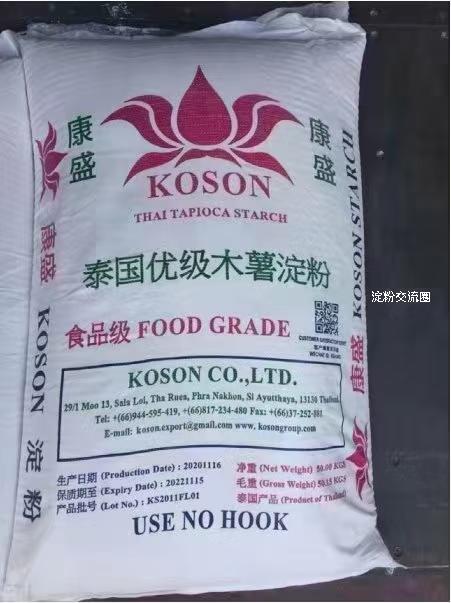 康盛
康盛
KOSON
THAI TAPIOCA STARCH
泰国优级木薯淀粉
食品级 FOOD GRADE
KOSON CO.,LTD.
29/1 Moo 13, Sala Loi, Tha Ruea, Phra Nakhon, Si Ayutthaya, 13130 Thailand.
Tel: +(66)944-595-419, +(66)817-234-480 Fax: +(66)37-252-881
E-mail: koson.export@gmail.com www.kosongroup.com
生产日期 (Production Date) : 20201116
保质期至 (Expiry Date) : 20221115
产品批号 (Lot No.) : KS2011FL01
净重 (Net Weight) 50.00 KGS
毛重 (Gross Weight) 50.15 KGS
泰国产品 (Product of Thailand)
USE NO HOOK
康盛 KOSON 淀粉
康盛 KOSON STARCH
淀粉交流圈